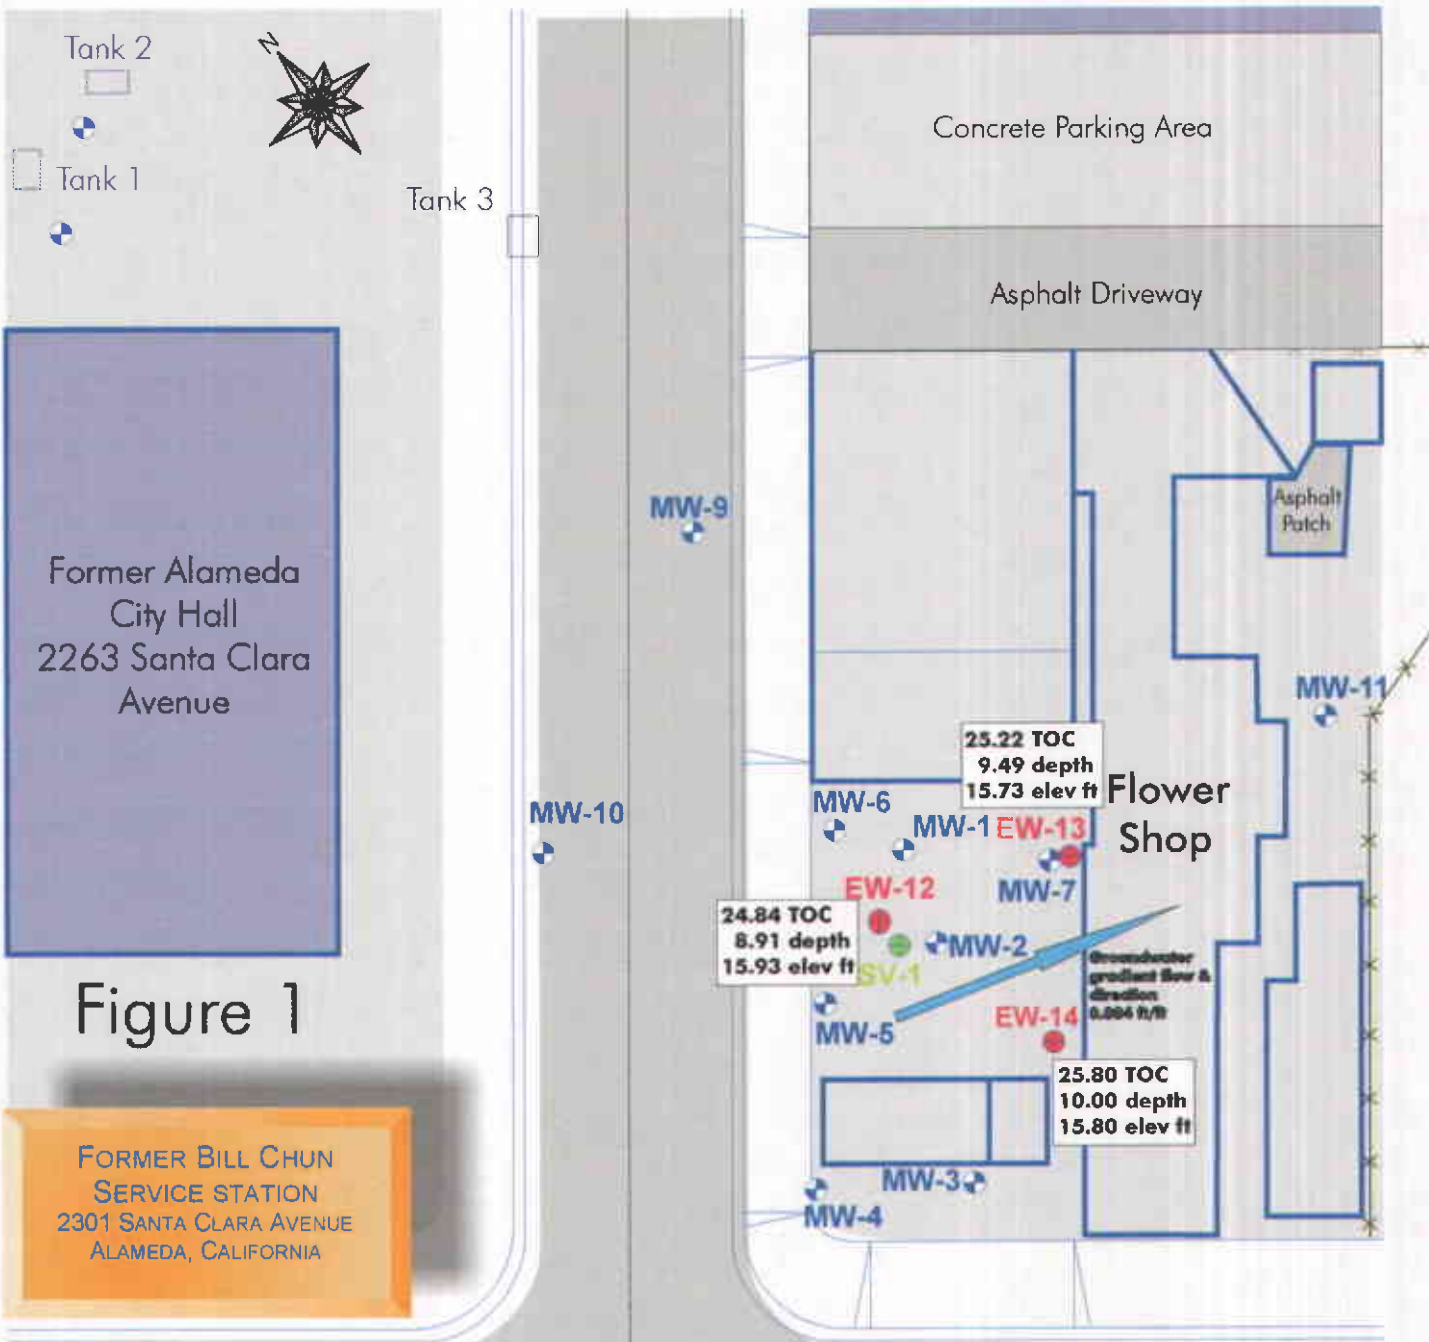 N
Tank 2
Tank 1
Tank 3
Concrete Parking Area
Asphalt Driveway
Asphalt
Patch
MW-9
Former Alameda
City Hall
2263 Santa Clara
Avenue
MW-11
25.22 TOC
9.49 depth
15.73 elev ft
Flower
Shop
MW-6
MW-10
MW-1
EW-13
MW-7
EW-12
24.84 TOC
8.91 depth
15.93 elev ft
MW-2
SV-1
Groundwater
gradient flow &
direction
0.004 ft/ft
MW-5
EW-14
25.80 TOC
10.00 depth
15.80 elev ft
MW-3
MW-4
Figure 1
FORMER BILL CHUN
SERVICE STATION
2301 SANTA CLARA AVENUE
ALAMEDA, CALIFORNIA